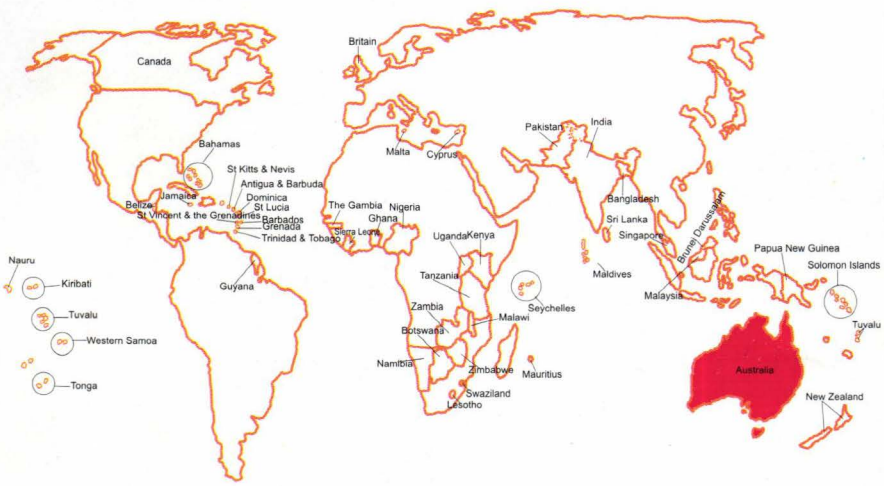 Britain
Canada
Pakistan
India
Malta
Cyprus
Bahamas
St Kitts & Nevis
Antigua & Barbuda
Jamaica
Dominica
Belize
St Lucia
St Vincent & the Grenadines
Barbados
Grenada
Trinidad & Tobago
The Gambia
Nigeria
Ghana
Sierra Leone
Bangladesh
Sri Lanka
Singapore
Brunel Darussalam
Uganda
Kenya
Papua New Guinea
Nauru
Solomon Islands
Maldives
Tanzania
Kiribati
Guyana
Malaysia
Seychelles
Zambia
Tuvalu
Malawi
Tuvalu
Botswana
Western Samoa
Namibia
Zimbabwe
Mauritius
Australia
Tonga
Swaziland
Lesotho
New Zealand